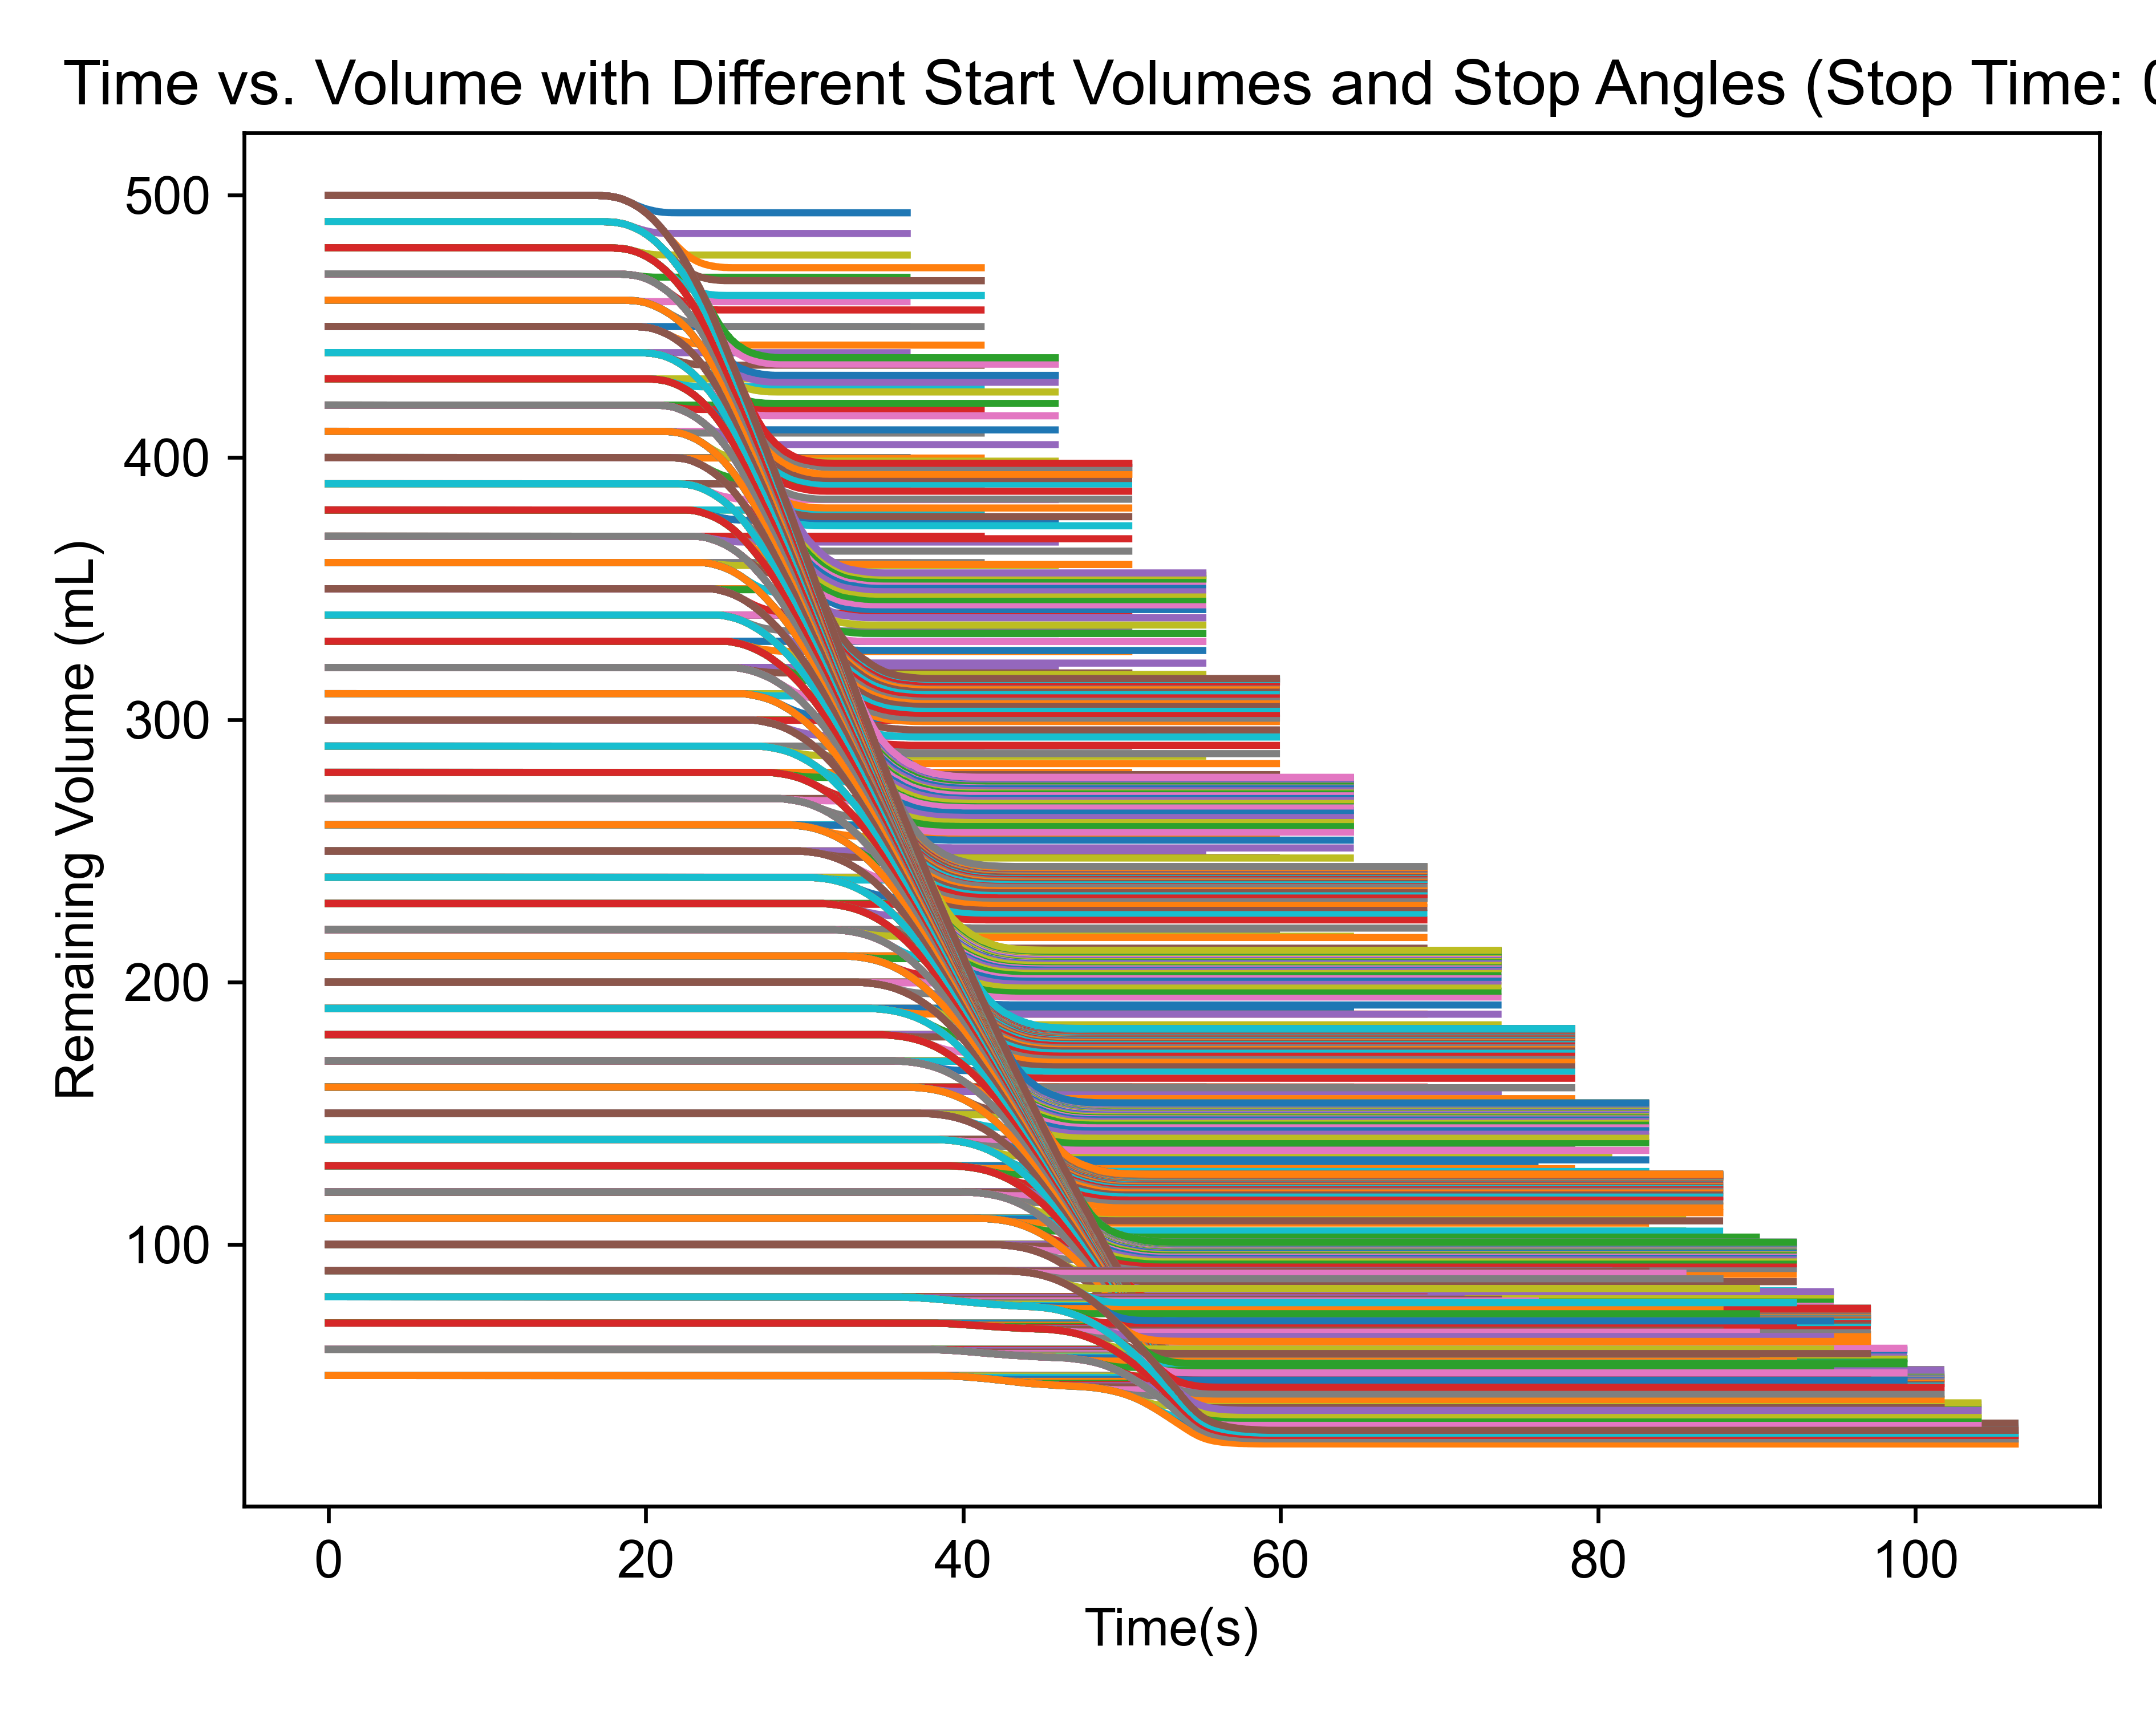 Time vs. Volume with Different Start Volumes and Stop Angles (Stop Time: 0
500
400
300
200
100
Remaining Volume (mL)
0 20 40 60 80 100
Time(s)